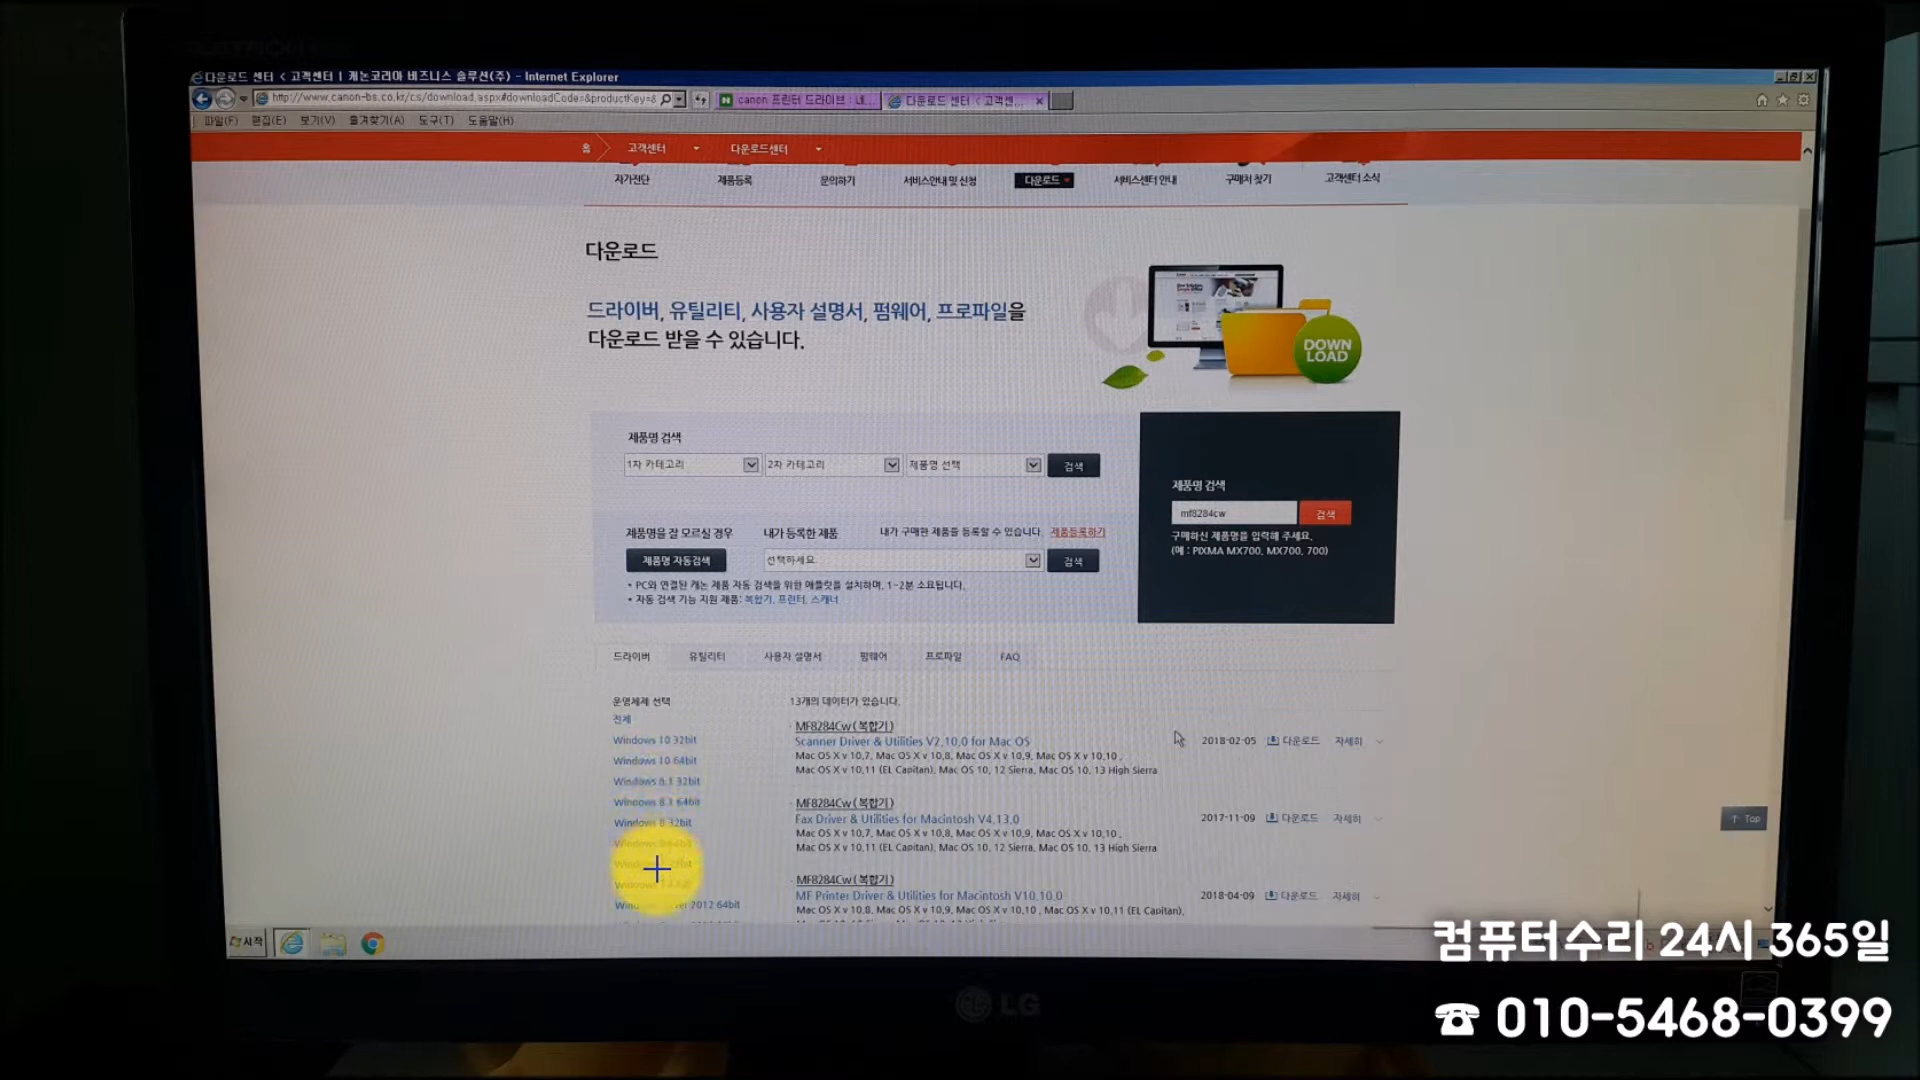 다운로드 센터 < 고객센터 | 캐논코리아 비즈니스 솔루션(주) - Internet Explorer
http://www.canon-bs.co.kr/cs/download.aspx#downloadCode=&productKey=&
canon 프린터 드라이브 : 네...
다운로드 센터 < 고객센...
파일(F) 편집(E) 보기(V) 즐겨찾기(A) 도구(T) 도움말(H)
홈 고객센터 다운로드센터
자가진단 제품등록 문의하기 서비스안내 및 신청 다운로드 서비스센터 안내 구매처 찾기 고객센터 소식
다운로드
드라이버, 유틸리티, 사용자 설명서, 펌웨어, 프로파일을
다운로드 받을 수 있습니다.
DOWN
LOAD
제품명 검색
1차 카테고리 2차 카테고리 제품명 선택 검색
제품명을 잘 모르실 경우 내가 등록한 제품 내가 구매한 제품을 등록할 수 있습니다. 제품등록하기
제품명 자동검색 선택하세요. 검색
• PC와 연결된 캐논 제품 자동 검색을 위한 애플릿을 설치하며, 1~2분 소요됩니다.
• 자동 검색 기능 지원 제품: 복합기, 프린터, 스캐너
제품명 검색
mf8284cw 검색
구매하신 제품명을 입력해 주세요.
(예 : PIXMA MX700, MX700, 700)
드라이버 유틸리티 사용자 설명서 펌웨어 프로파일 FAQ
운영체제 선택
전체
Windows 10 32bit
Windows 10 64bit
Windows 8.1 32bit
Windows 8.1 64bit
Windows 8 32bit
Windows 8 64bit
2012 64bit
13개의 데이터가 있습니다.
MF8284Cw (복합기)
Scanner Driver & Utilities V2.10.0 for Mac OS 2018-02-05 다운로드 자세히
Mac OS X v 10.7, Mac OS X v 10.8, Mac OS X v 10.9, Mac OS X v 10.10 ,
Mac OS X v 10.11 (EL Capitan), Mac OS 10. 12 Sierra, Mac OS 10. 13 High Sierra
MF8284Cw (복합기)
Fax Driver & Utilities for Macintosh V4.13.0 2017-11-09 다운로드 자세히
Mac OS X v 10.7, Mac OS X v 10.8, Mac OS X v 10.9, Mac OS X v 10.10 ,
Mac OS X v 10.11 (EL Capitan), Mac OS 10. 12 Sierra, Mac OS 10. 13 High Sierra
MF8284Cw (복합기)
MF Printer Driver & Utilities for Macintosh V10.10.0 2018-04-09 다운로드 자세히
Mac OS X v 10.8, Mac OS X v 10.9, Mac OS X v 10.10 , Mac OS X v 10.11 (EL Capitan),
Top
시작
LG
컴퓨터수리 24시 365일
☎ 010-5468-0399